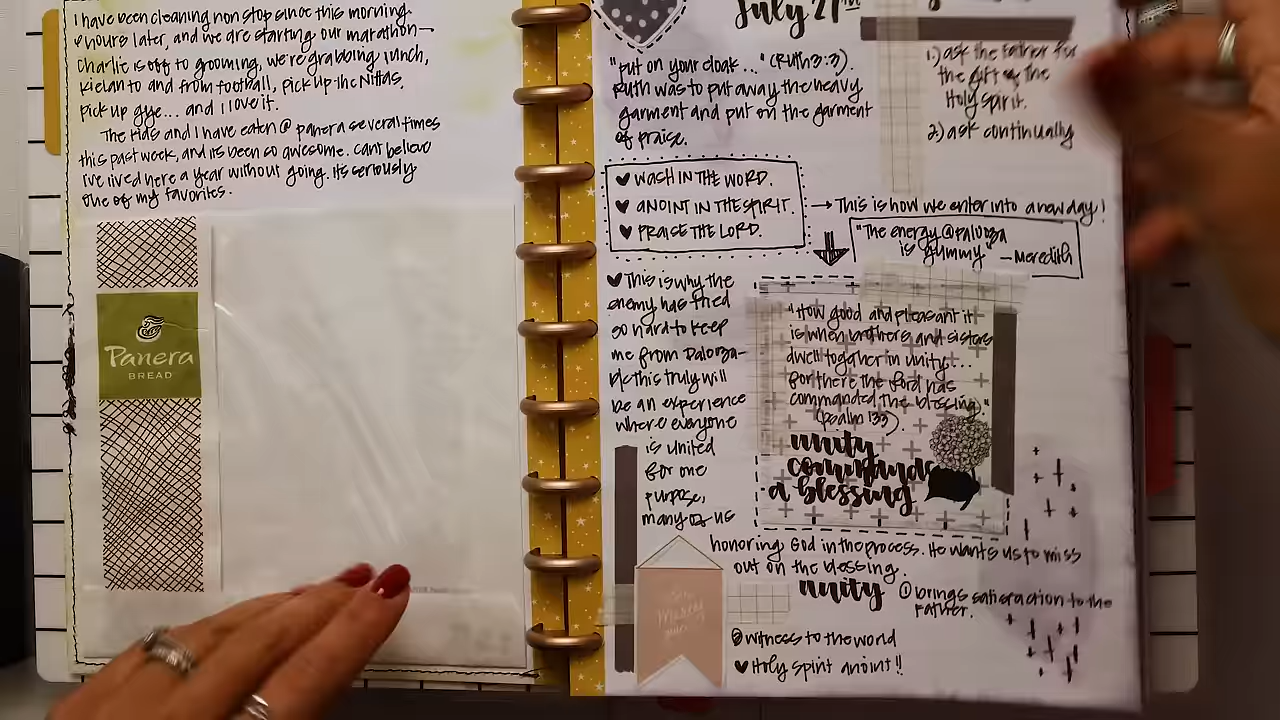 I have been cleaning non stop since this morning.
hours later, and we are starting our marathon-
Charlie is off to grooming, we're grabbing lunch,
Kielan to and from football, pick up the Nittas,
pick up gye... and I love it.
The kids and I have eaten @ panera several times
this past week, and its been so awesome. Cant believe
I've lived here a year without going. Its seriously
one of my favorites.
Panera
BREAD
July 27th
"put on your cloak..." (Ruth 3:3).
Ruth was to put away the heavy
garment and put on the garment
of praise.
WASH IN THE WORD.
ANOINT IN THE SPIRIT.
PRAISE THE LORD.
This is how we enter into a new day!
"The energy @ palooza
is yummy" - Meredith
1.) ask the Father for
the gift of the
Holy Spirit.
2.) ask continually
This is why the
enemy has tried
so hard to keep
me from Palooza-
bk this truly will
be an experience
where everyone
is united
for one
purpose,
many of us
"How good and pleasant it
is when brothers and sisters
dwell together in unity...
for there the Lord has
commanded the blessing."
(Psalm 133).
unity
commands
a blessing
honoring God in the process. He wants us to miss
out on the blessing.
unity ① brings satisfaction to the
Father.
② witness to the world
Holy Spirit anoint!!